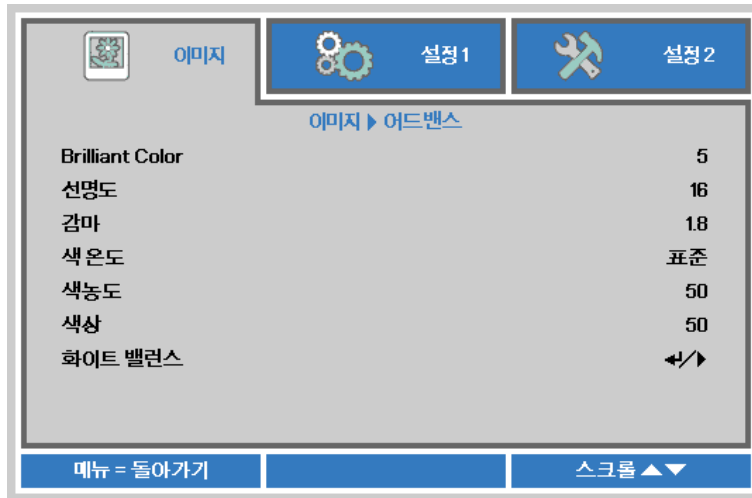 이미지 설정 1 설정 2
이미지 ▶ 어드밴스
Brilliant Color 5
선명도 16
감마 1.8
색 온도 표준
색농도 50
색상 50
화이트 밸런스 ↵/▶
메뉴 = 돌아가기 스크롤 ▲▼